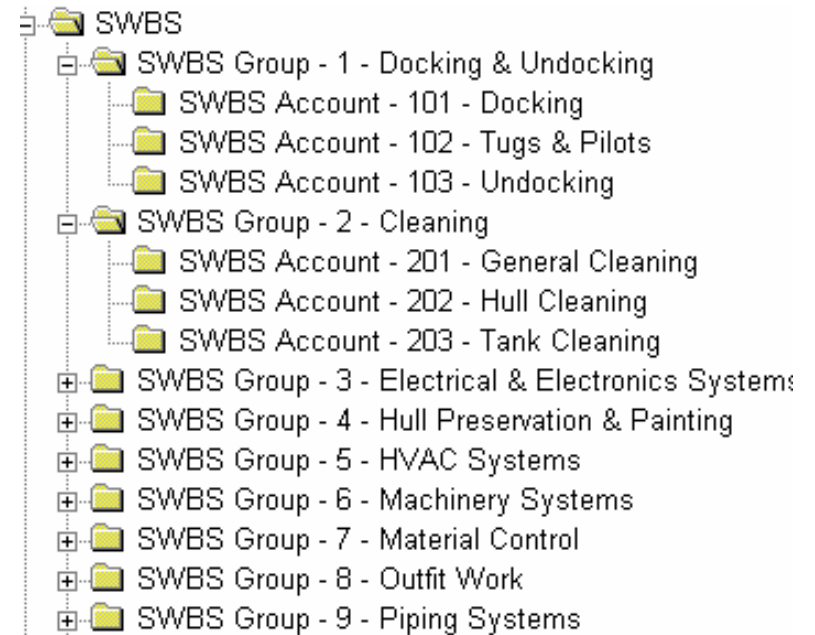 SWBS
SWBS Group - 1 - Docking & Undocking
SWBS Account - 101 - Docking
SWBS Account - 102 - Tugs & Pilots
SWBS Account - 103 - Undocking
SWBS Group - 2 - Cleaning
SWBS Account - 201 - General Cleaning
SWBS Account - 202 - Hull Cleaning
SWBS Account - 203 - Tank Cleaning
SWBS Group - 3 - Electrical & Electronics Systems
SWBS Group - 4 - Hull Preservation & Painting
SWBS Group - 5 - HVAC Systems
SWBS Group - 6 - Machinery Systems
SWBS Group - 7 - Material Control
SWBS Group - 8 - Outfit Work
SWBS Group - 9 - Piping Systems